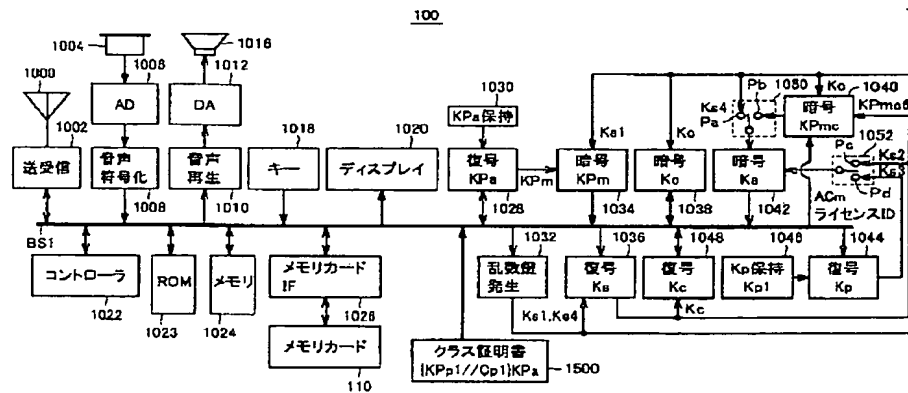 100
1000
1002
送受信
1004
1006
AD
音声
符号化
1008
1016
1012
DA
音声
再生
1010
1018
キー
1020
ディスプレイ
1030
KPa保持
復号
KPa
1028
KPm
Ks1
暗号
KPm
1034
Ko
暗号
Ko
1038
Ks4
Pa
Pb
1080
暗号
Ks
1042
Ko
1040
暗号
KPmc
KPmc6
1052
Pc
Ks2
Ks3
Pd
ACm
ライセンスID
BS1
コントローラ
1022
ROM
1023
メモリ
1024
メモリカード
IF
1026
メモリカード
110
1032
乱数鍵
発生
Ks1,Ks4
1036
復号
Ks
1048
復号
Kc
Kc
1046
Kp保持
Kp1
1044
復号
Kp
クラス証明書
{KPp1//Cp1}KPa
1500